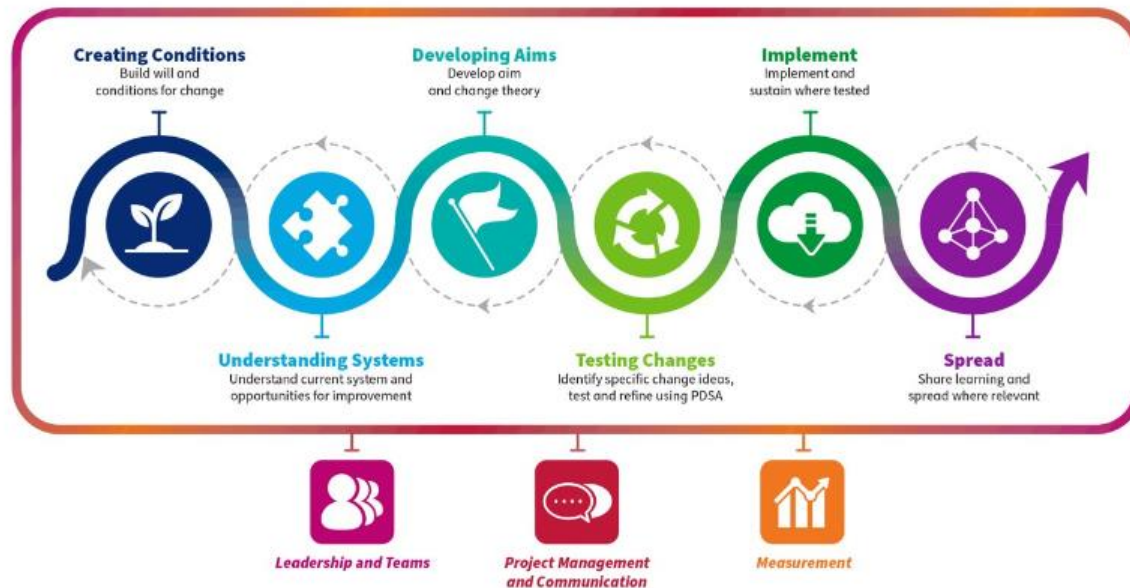 Creating Conditions
Build will and
conditions for change
Developing Aims
Develop aim
and change theory
Implement
Implement and
sustain where tested
Understanding Systems
Understand current system and
opportunities for improvement
Testing Changes
Identify specific change ideas,
test and refine using PDSA
Spread
Share learning and
spread where relevant
Leadership and Teams
Project Management
and Communication
Measurement